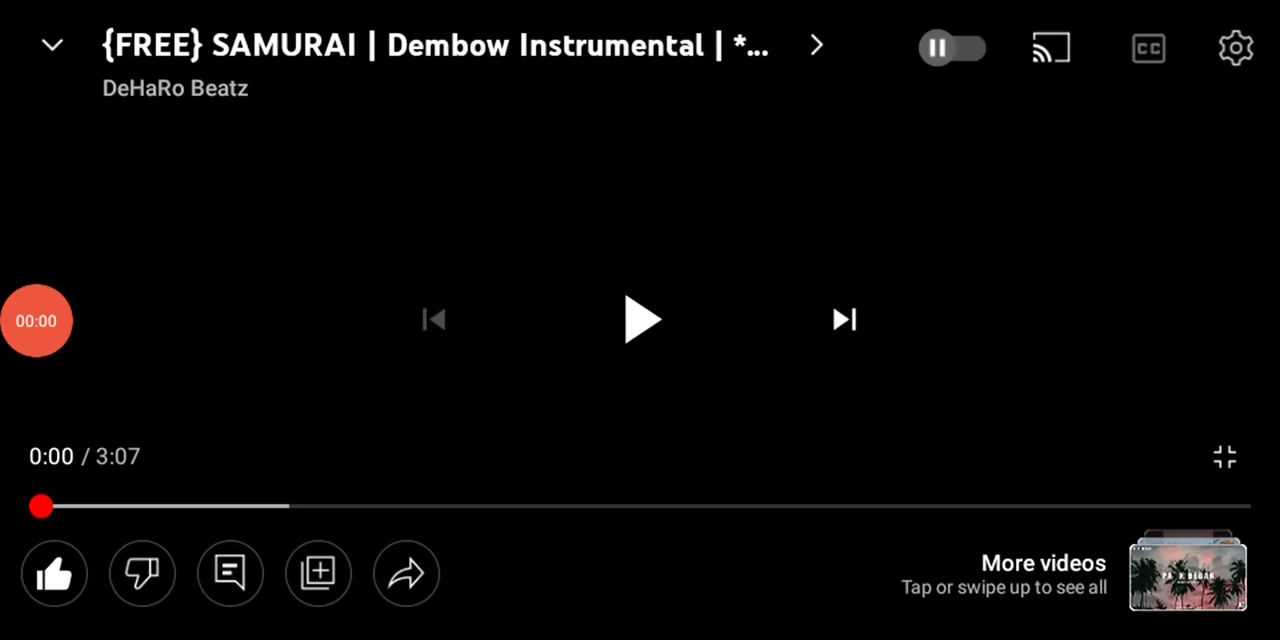 {FREE} SAMURAI | Dembow Instrumental | *...
DeHaRo Beatz
CC
00:00
0:00 / 3:07
More videos
Tap or swipe up to see all